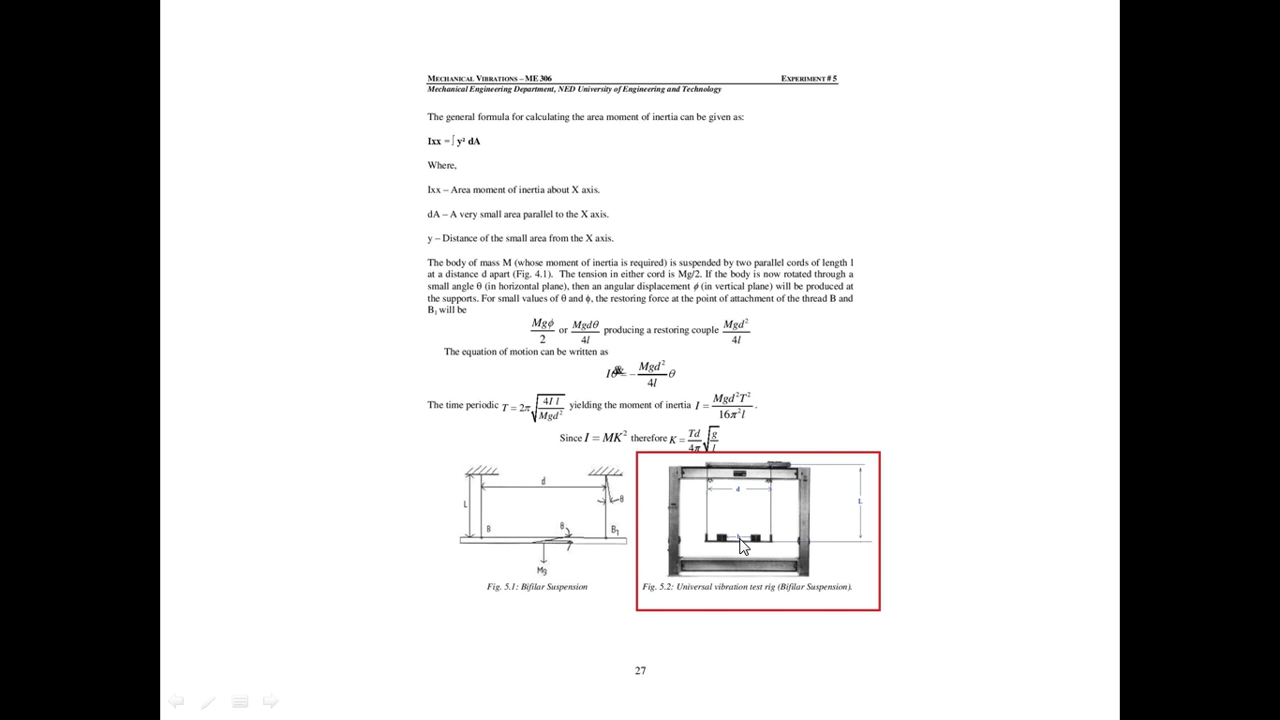 MECHANICAL VIBRATIONS – ME 306 EXPERIMENT # 5
Mechanical Engineering Department, NED University of Engineering and Technology
The general formula for calculating the area moment of inertia can be given as:
Ixx = ∫ y² dA
Where,
Ixx – Area moment of inertia about X axis.
dA – A very small area parallel to the X axis.
y – Distance of the small area from the X axis.
The body of mass M (whose moment of inertia is required) is suspended by two parallel cords of length l
at a distance d apart (Fig. 4.1). The tension in either cord is Mg/2. If the body is now rotated through a
small angle θ (in horizontal plane), then an angular displacement ϕ (in vertical plane) will be produced at
the supports. For small values of θ and ϕ, the restoring force at the point of attachment of the thread B and
B₁ will be
Mgϕ/2 or Mgdθ/4l producing a restoring couple Mgd²/4l
The equation of motion can be written as
Iθ = – Mgd²/4l θ
The time periodic T = 2π√(4I l/Mgd²) yielding the moment of inertia I = Mgd²T²/16π²l .
Since I = MK² therefore K = Td/4π √(g/l)
d
L
θ
B
θ
B₁
Mg
d
L
Fig. 5.1: Bifilar Suspension
Fig. 5.2: Universal vibration test rig (Bifilar Suspension).
27